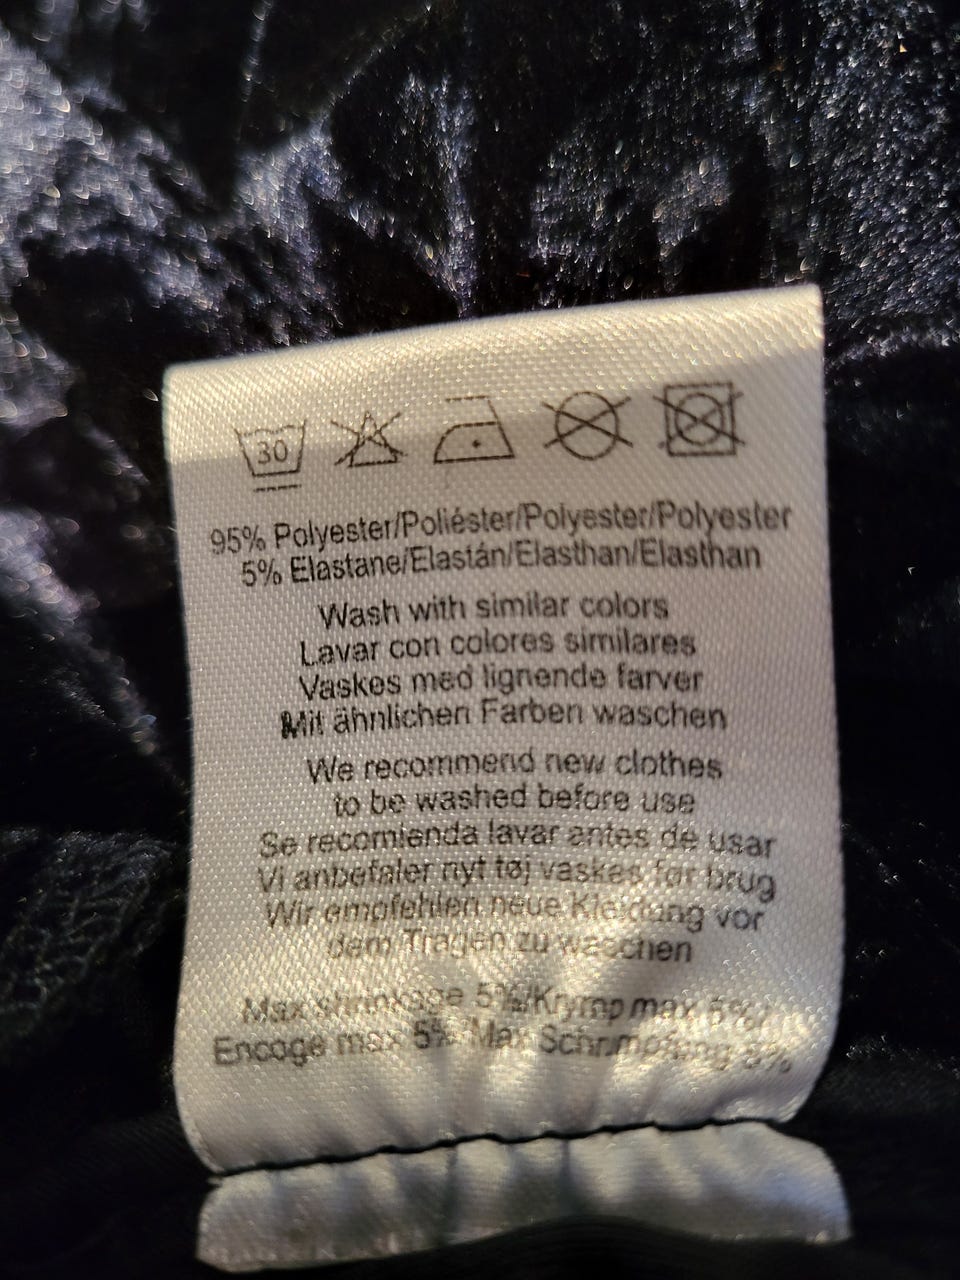 30
95% Polyester/Poliéster/Polyester/Polyester
5% Elastane/Elastán/Elasthan/Elasthan
Wash with similar colors
Lavar con colores similares
Vaskes med lignende farver
Mit ähnlichen Farben waschen
We recommend new clothes
to be washed before use
Se recomienda lavar antes de usar
Vi anbefaler nyt tøj vaskes før brug
Wir empfehlen neue Kleidung vor
dem Tragen zu waschen
Max shrinkage 5%/Krymp max 5%/
Encoge max 5%/Max Schrumpfung 5%